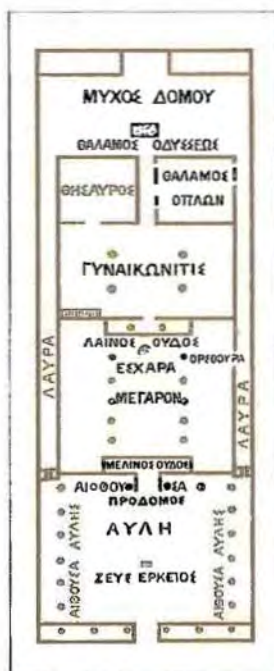 ΜΥΧΟΣ ΔΟΜΟΥ
ΘΑΛΑΜΟΣ ΟΔΥΣΣΕΩΣ
ΘΗΣΑΥΡΟΣ
ΘΑΛΑΜΟΣ
ΟΠΛΩΝ
ΓΥΝΑΙΚΩΝΙΤΙΣ
ΛΑΙΝΟΣ ΟΥΔΟΣ
ΟΡΣΟΘΥΡΑ
ΕΣΧΑΡΑ
ΜΕΓΑΡΟΝ
ΛΑΥΡΑ
ΛΑΥΡΑ
ΜΕΛΙΝΟΣ ΟΥΔΟΣ
ΑΙΘΟΥΣΑ
ΠΡΟΔΟΜΟΣ
ΑΥΛΗ
ΑΙΘΟΥΣΑ ΑΥΛΗΣ
ΑΙΘΟΥΣΑ ΑΥΛΗΣ
ΖΕΥΣ ΕΡΚΕΙΟΣ